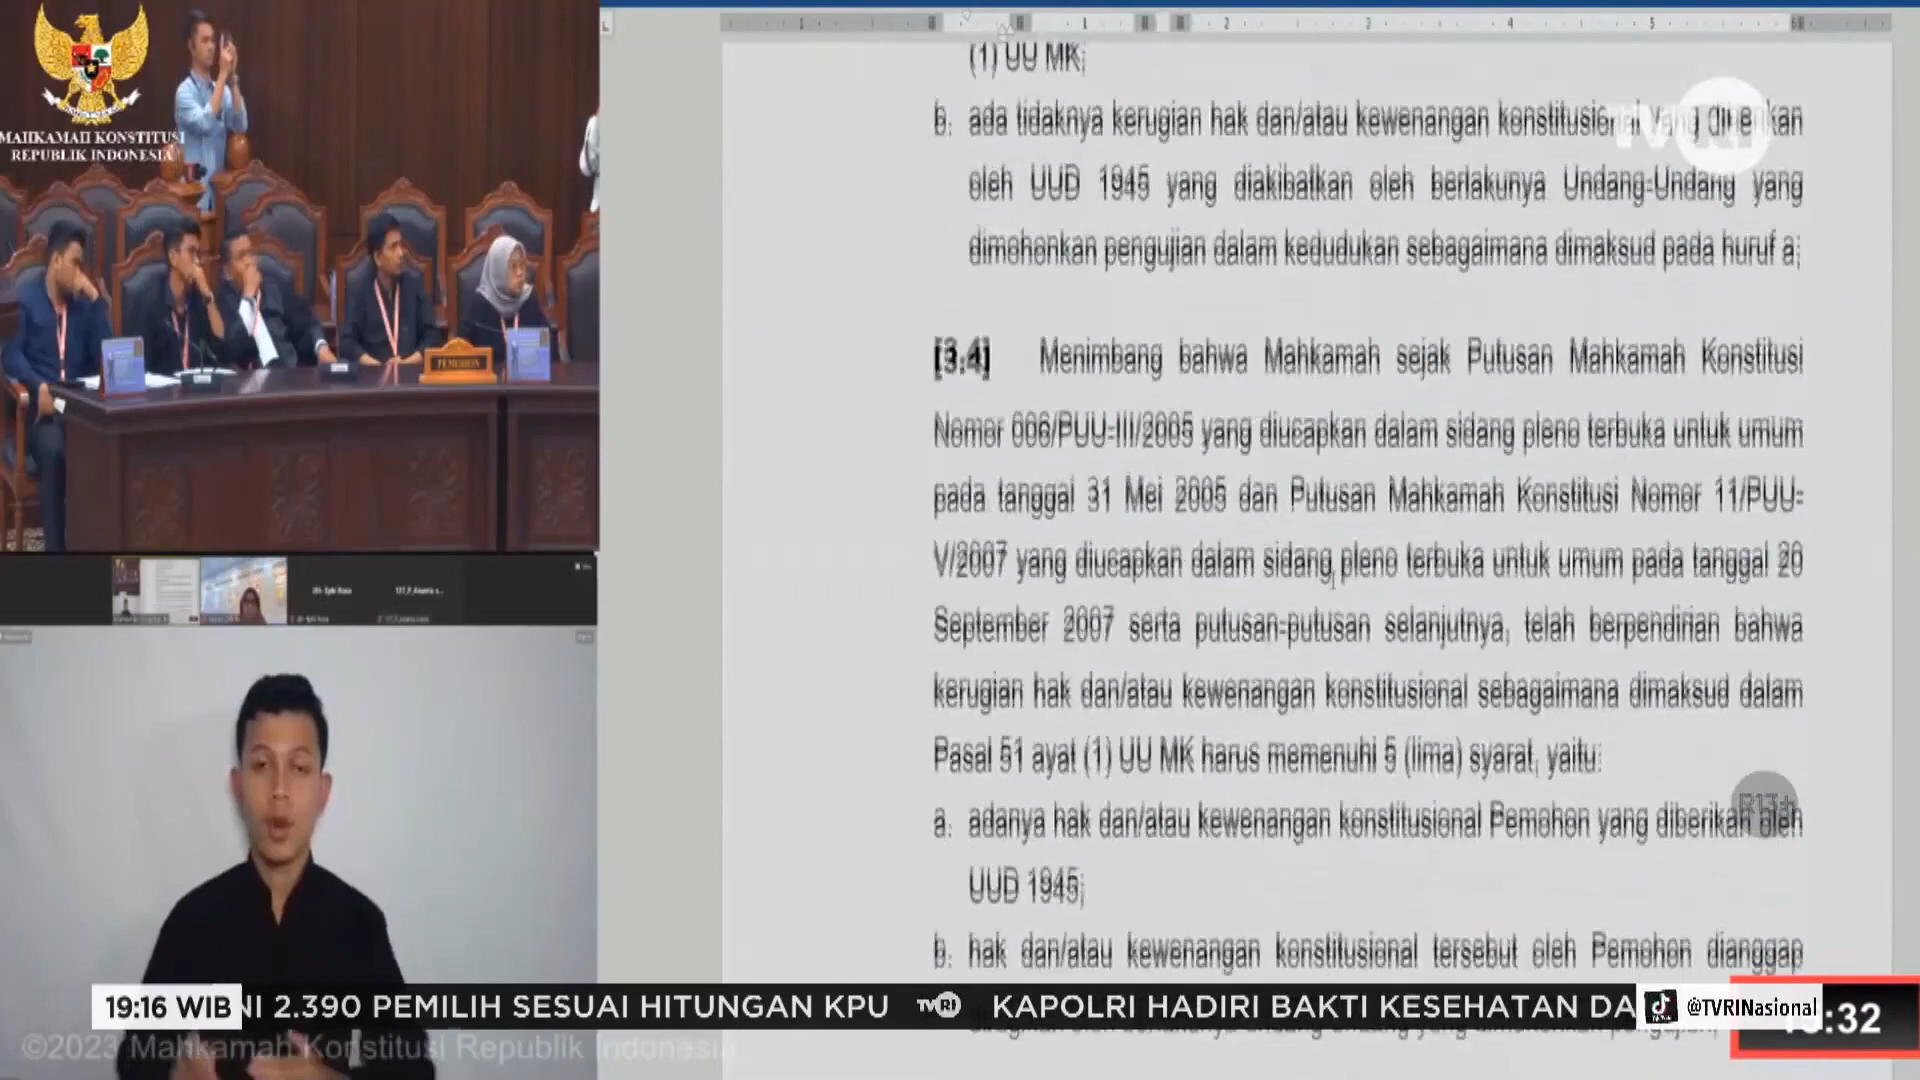 MAHKAMAH KONSTITUSI
REPUBLIK INDONESIA
PEMOHON
(1) UU MK;
b. ada tidaknya kerugian hak dan/atau kewenangan konstitusional yang diberikan
oleh UUD 1945 yang diakibatkan oleh berlakunya Undang-Undang yang
dimohonkan pengujian dalam kedudukan sebagaimana dimaksud pada huruf a;
[3.4] Menimbang bahwa Mahkamah sejak Putusan Mahkamah Konstitusi
Nomor 006/PUU-III/2005 yang diucapkan dalam sidang pleno terbuka untuk umum
pada tanggal 31 Mei 2005 dan Putusan Mahkamah Konstitusi Nomor 11/PUU-
V/2007 yang diucapkan dalam sidang pleno terbuka untuk umum pada tanggal 20
September 2007 serta putusan-putusan selanjutnya, telah berpendirian bahwa
kerugian hak dan/atau kewenangan konstitusional sebagaimana dimaksud dalam
Pasal 51 ayat (1) UU MK harus memenuhi 5 (lima) syarat, yaitu:
a. adanya hak dan/atau kewenangan konstitusional Pemohon yang diberikan oleh
UUD 1945;
b. hak dan/atau kewenangan konstitusional tersebut oleh Pemohon dianggap
TVRI
R13+
19:16 WIB NI 2.390 PEMILIH SESUAI HITUNGAN KPU TVRI KAPOLRI HADIRI BAKTI KESEHATAN DA @TVRINasional
:32
©2023 Mahkamah Konstitusi Republik Indonesia